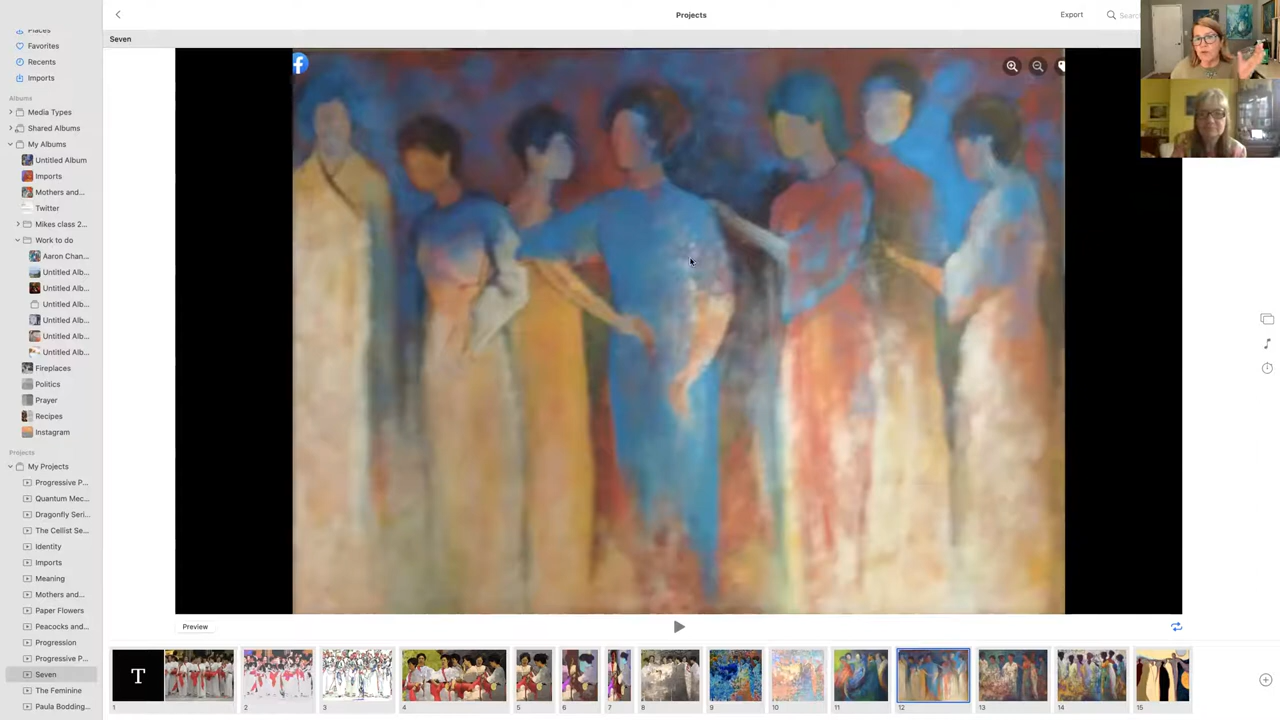 Projects
Export
Search
Seven
Places
Favorites
Recents
Imports
Albums
Media Types
Shared Albums
My Albums
Untitled Album
Imports
Mothers and...
Twitter
Mikes class 2...
Work to do
Aaron Chan...
Untitled Alb...
Untitled Alb...
Untitled Alb...
Untitled Alb...
Untitled Alb...
Untitled Alb...
Fireplaces
Politics
Prayer
Recipes
Instagram
Projects
My Projects
Progressive P...
Quantum Mec...
Dragonfly Seri...
The Cellist Se...
Identity
Imports
Meaning
Mothers and...
Paper Flowers
Peacocks and...
Progression
Progressive P...
Seven
The Feminine
Paula Bodding...
f
Preview
T
1
2
3
4
5
6
7
8
9
10
11
12
13
14
15